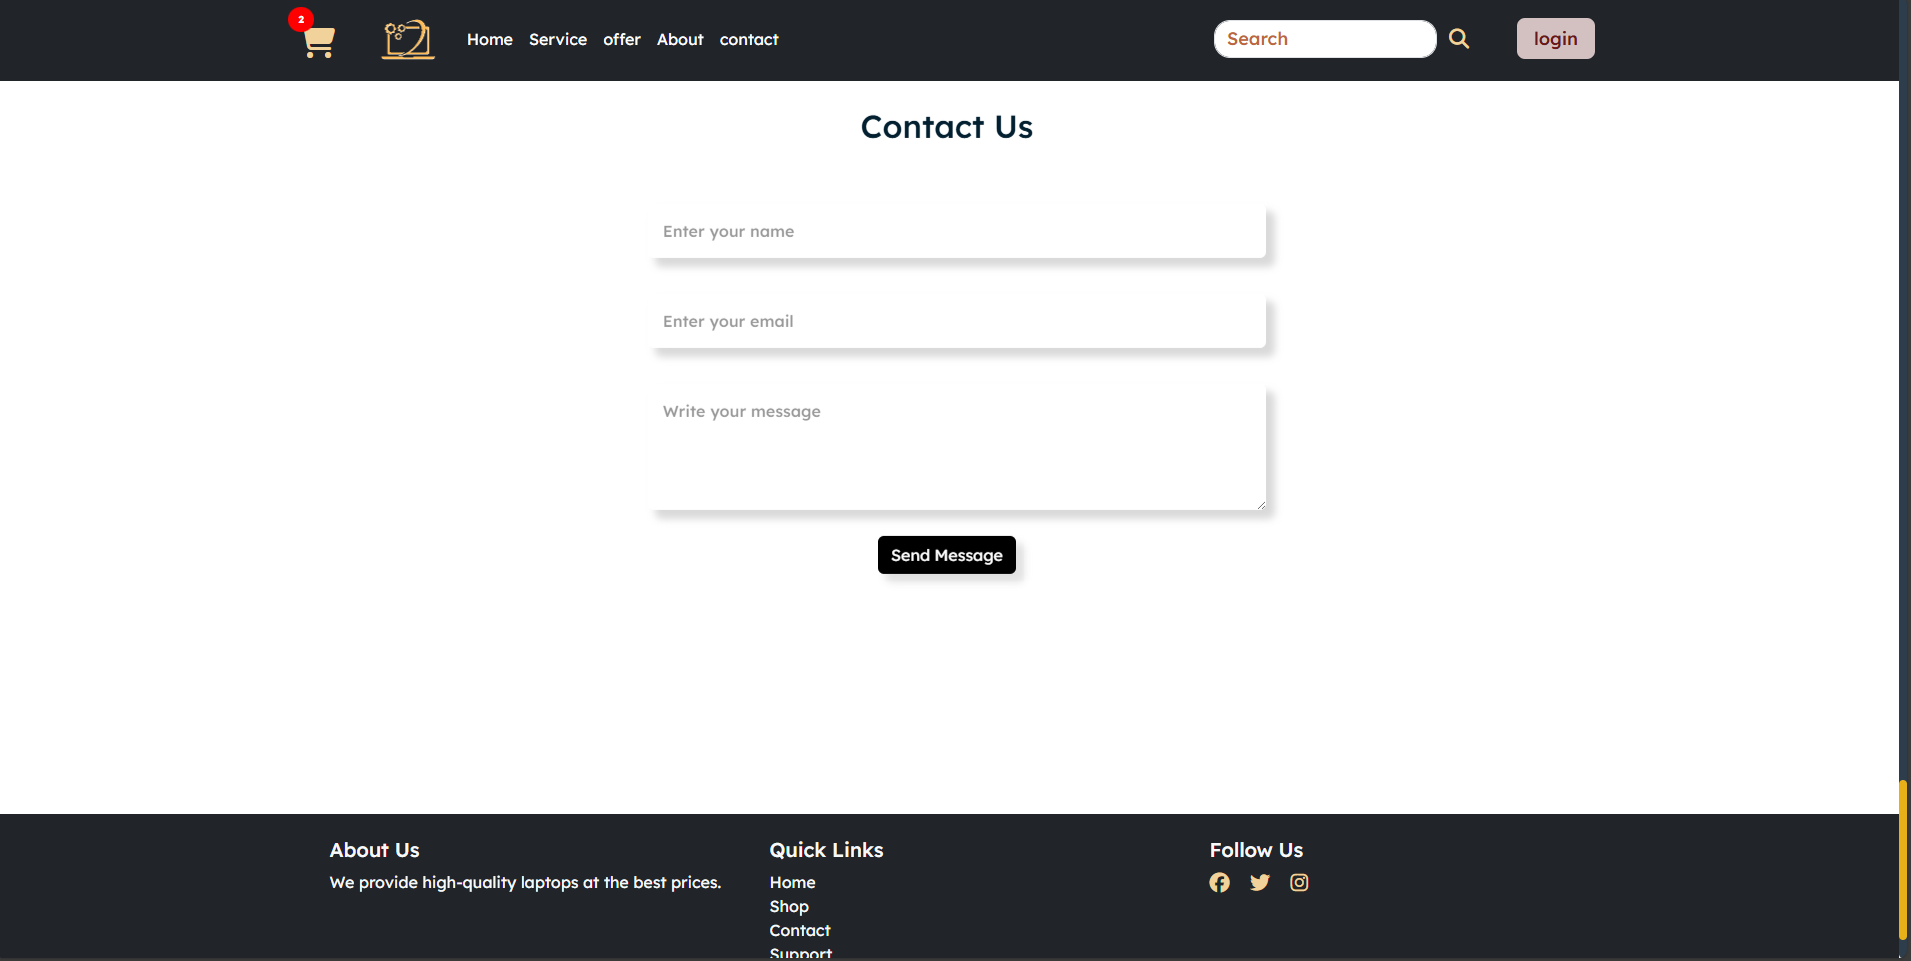 2
Home Service offer About contact
Search
login
Contact Us
Enter your name
Enter your email
Write your message
Send Message
About Us
We provide high-quality laptops at the best prices.
Quick Links
Home
Shop
Contact
Support
Follow Us